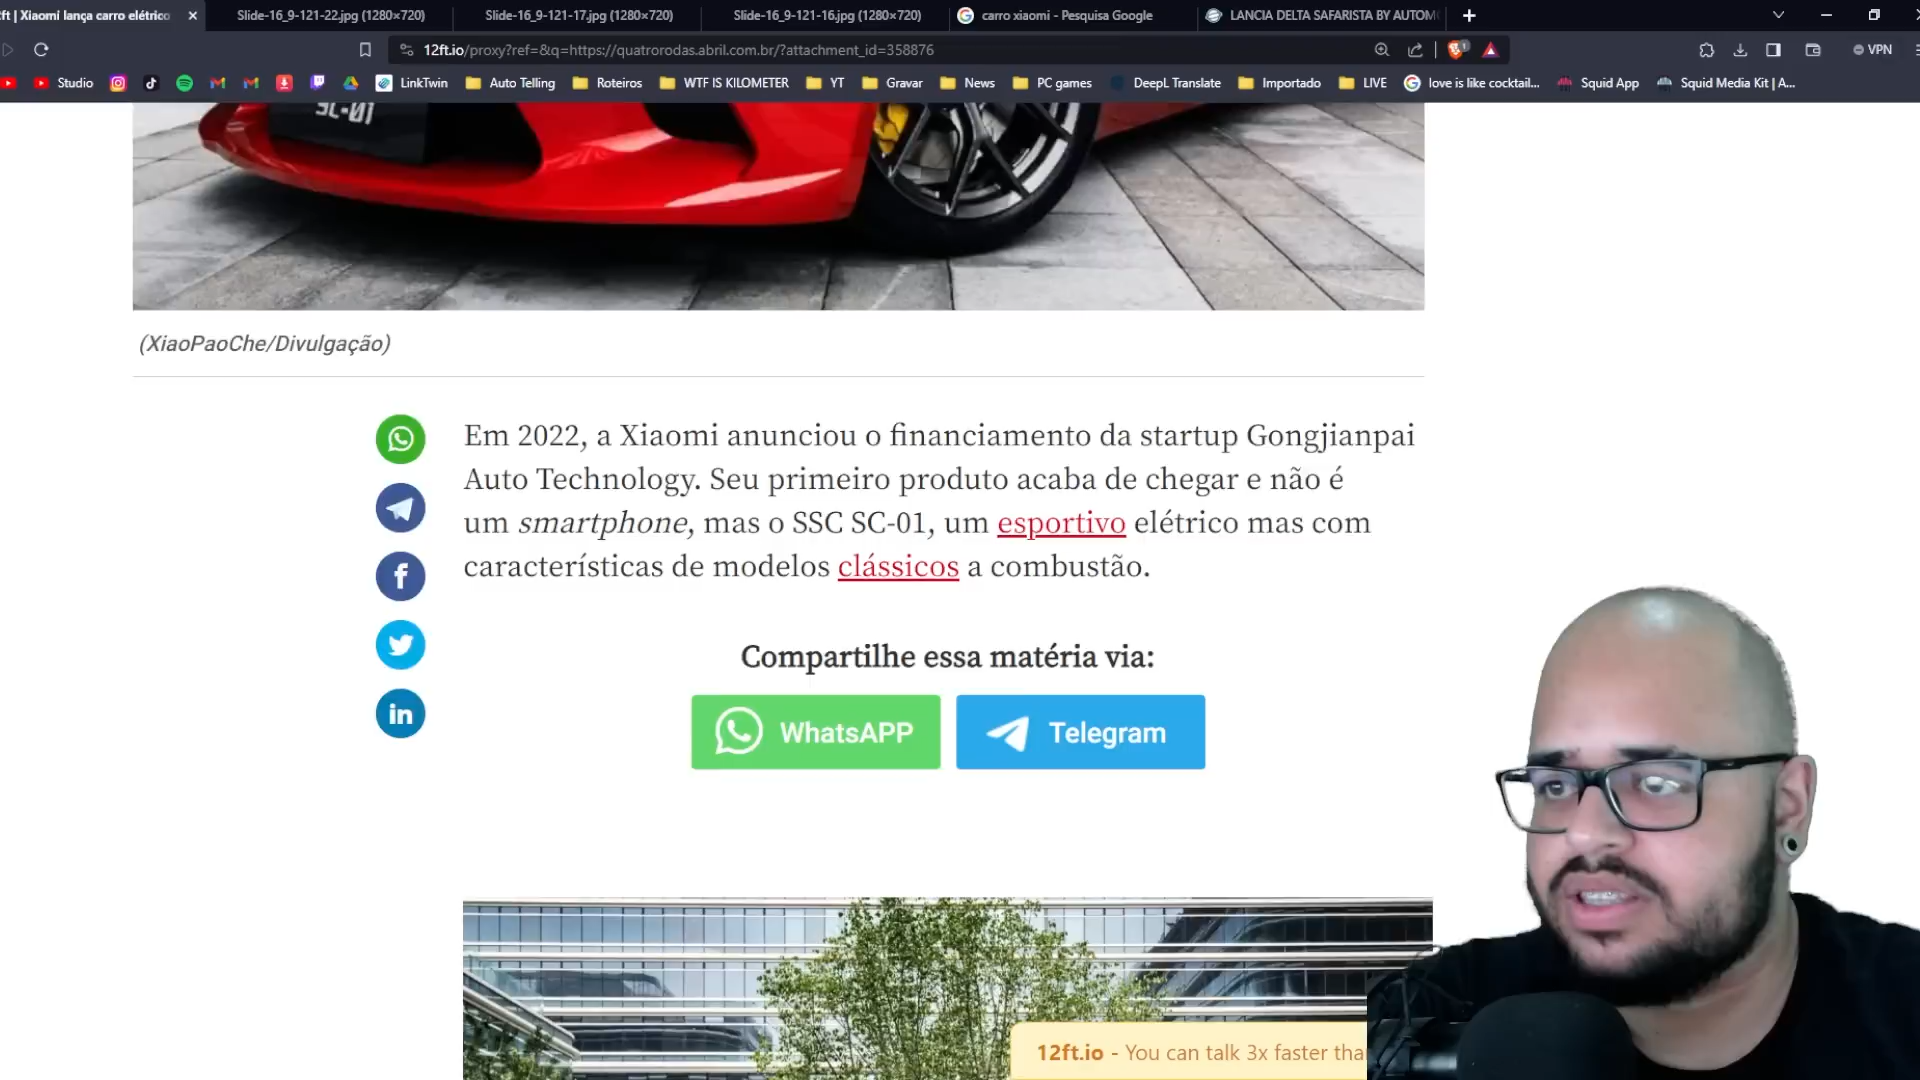 ft | Xiaomi lança carro elétrico
Slide-16_9-121-22.jpg (1280×720)
Slide-16_9-121-17.jpg (1280×720)
Slide-16_9-121-16.jpg (1280×720)
carro xiaomi - Pesquisa Google
LANCIA DELTA SAFARISTA BY AUTOM
12ft.io/proxy?ref=&q=https://quatrorodas.abril.com.br/?attachment_id=358876
1
VPN
Studio
LinkTwin
Auto Telling
Roteiros
WTF IS KILOMETER
YT
Gravar
News
PC games
DeepL Translate
Importado
LIVE
love is like cocktail...
Squid App
Squid Media Kit | A...
SC-01
(XiaoPaoChe/Divulgação)
Em 2022, a Xiaomi anunciou o financiamento da startup Gongjianpai
Auto Technology. Seu primeiro produto acaba de chegar e não é
um smartphone, mas o SSC SC-01, um esportivo elétrico mas com
características de modelos clássicos a combustão.
Compartilhe essa matéria via:
WhatsAPP
Telegram
12ft.io - You can talk 3x faster tha